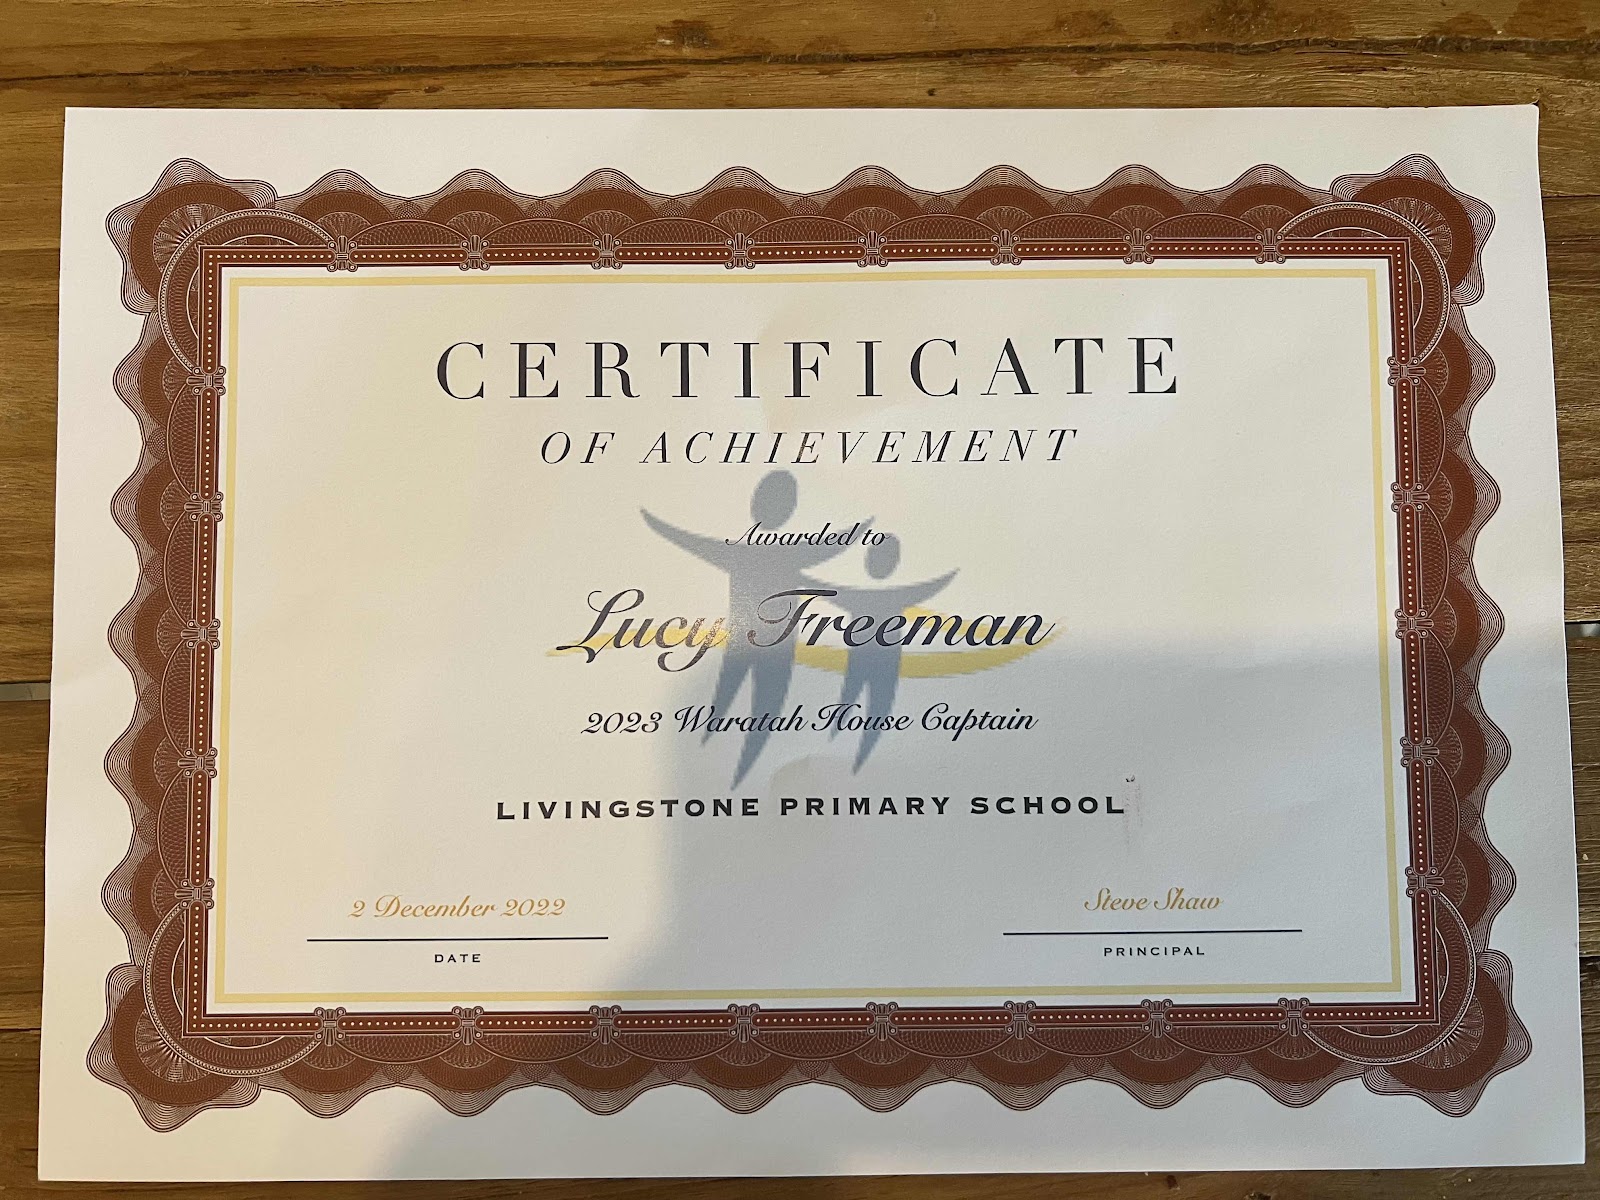 CERTIFICATE
OF ACHIEVEMENT
Awarded to
Lucy Freeman
2023 Waratah House Captain
LIVINGSTONE PRIMARY SCHOOL
2 December 2022
DATE
Steve Shaw
PRINCIPAL